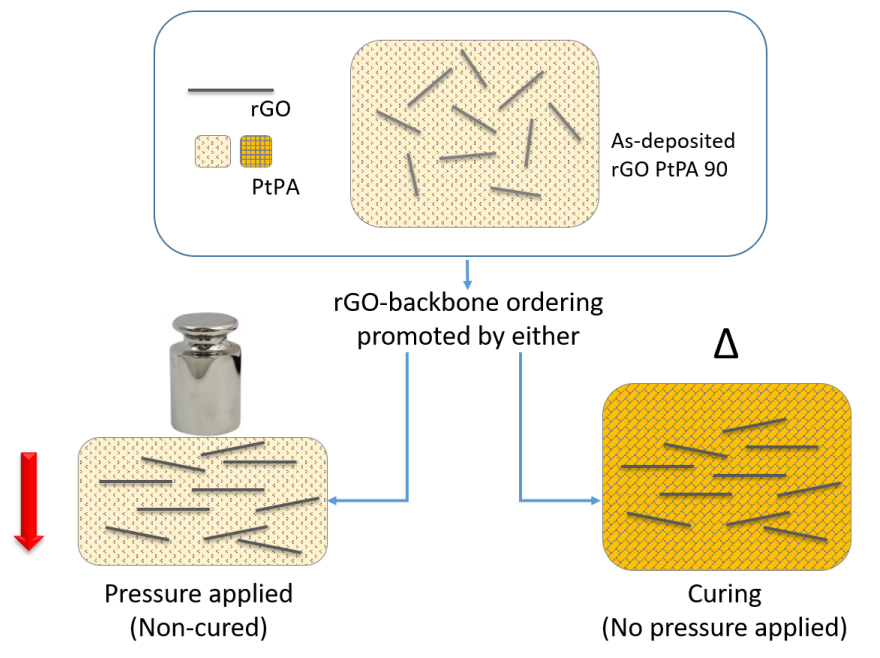 rGO
PtPA
As-deposited
rGO PtPA 90
rGO-backbone ordering
promoted by either
Δ
Pressure applied
(Non-cured)
Curing
(No pressure applied)